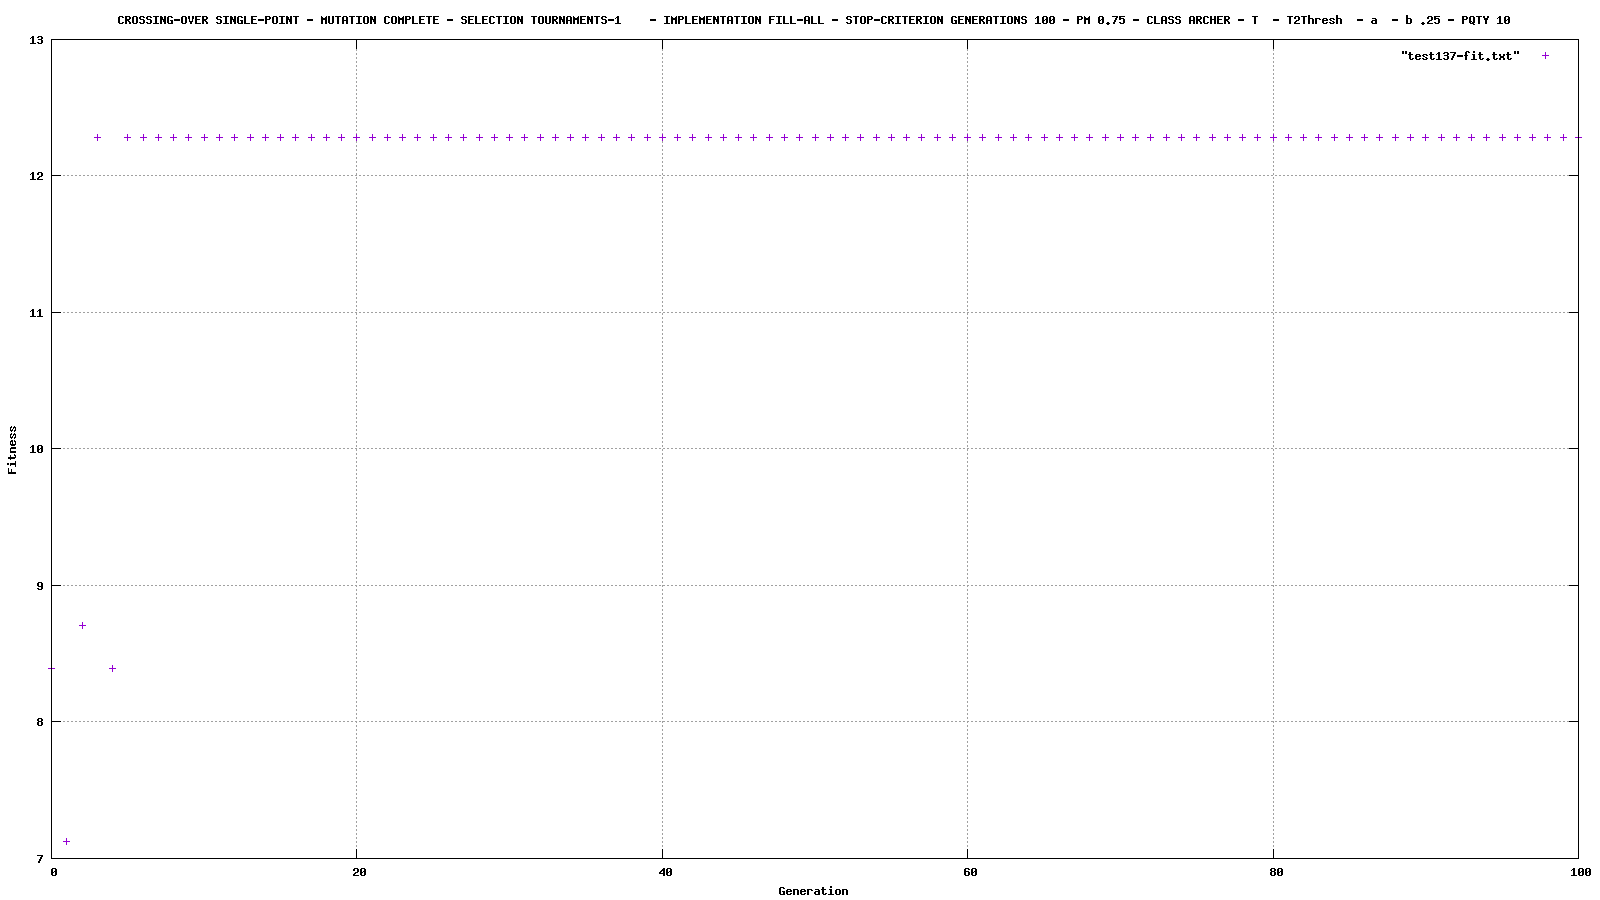 CROSSING-OVER SINGLE-POINT - MUTATION COMPLETE - SELECTION TOURNAMENTS-1    - IMPLEMENTATION FILL-ALL - STOP-CRITERION GENERATIONS 100 - PM 0.75 - CLASS ARCHER - T  - T2Thresh  - a  - b .25 - PQTY 10
"test137-fit.txt"
13
12
11
10
9
8
7
Fitness
0 20 40 60 80 100
Generation